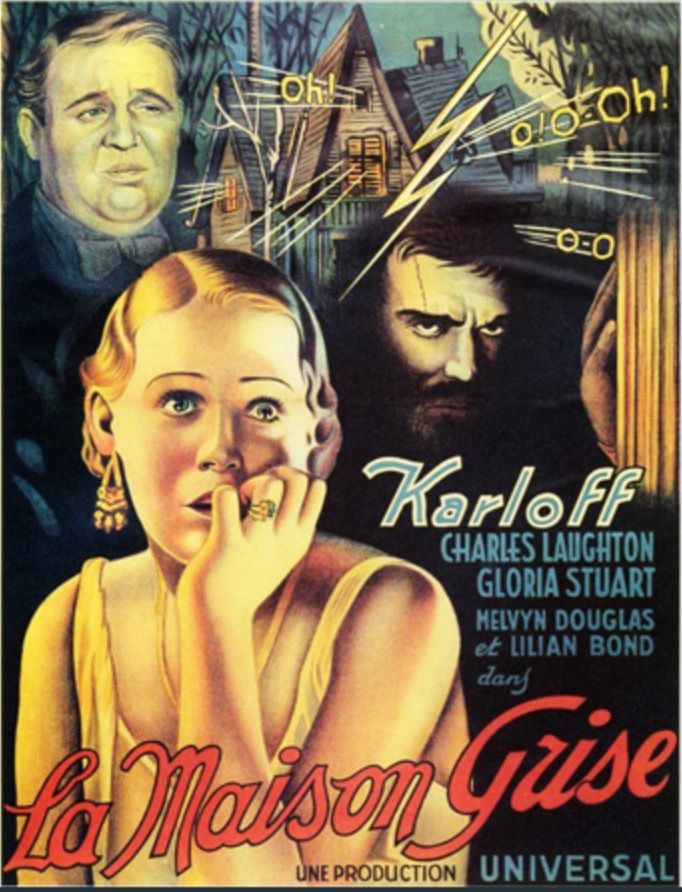 Oh!
O!O-Oh!
O-O
Karloff
CHARLES LAUGHTON
GLORIA STUART
MELVYN DOUGLAS
et LILIAN BOND
dans
La Maison Grise
UNE PRODUCTION UNIVERSAL